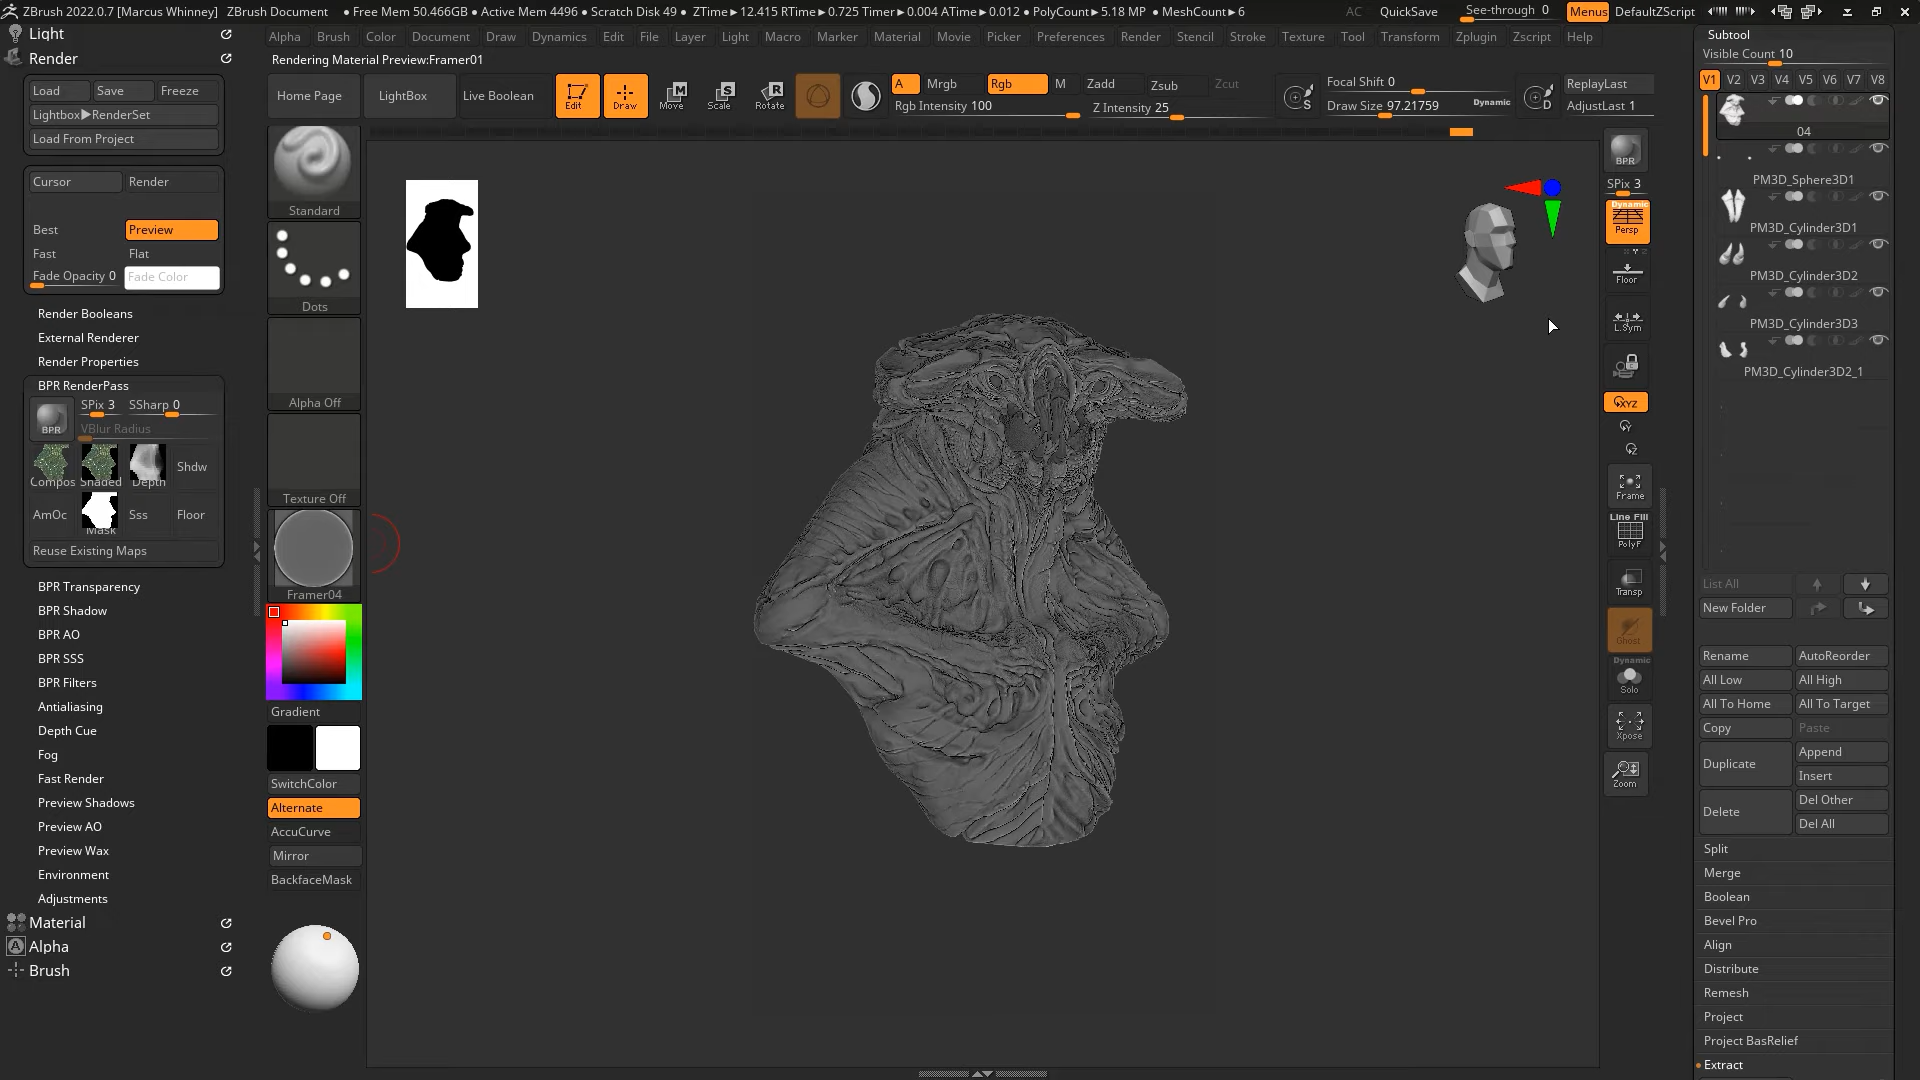 ZBrush 2022.0.7 [Marcus Whinney] ZBrush Document • Free Mem 50.466GB • Active Mem 4496 • Scratch Disk 49 • ZTime►12.415 RTime►0.725 Timer►0.004 ATime►0.012 • PolyCount►5.18 MP • MeshCount►6 AC QuickSave See-through 0 Menus DefaultZScript
Alpha Brush Color Document Draw Dynamics Edit File Layer Light Macro Marker Material Movie Picker Preferences Render Stencil Stroke Texture Tool Transform Zplugin Zscript Help
Rendering Material Preview:Framer01
Home Page LightBox Live Boolean Edit Draw Move Scale Rotate
A Mrgb Rgb M Zadd Zsub Zcut
Rgb Intensity 100 Z Intensity 25
Focal Shift 0
Draw Size 97.21759 Dynamic
ReplayLast
AdjustLast 1
Light
Render
Load Save Freeze
Lightbox►RenderSet
Load From Project
Cursor Render
Best Preview
Fast Flat
Fade Opacity 0 Fade Color
Render Booleans
External Renderer
Render Properties
BPR RenderPass
BPR SPix 3 SSharp 0
VBlur Radius
Compos Shaded Depth Shdw
AmOc Mask Sss Floor
Reuse Existing Maps
BPR Transparency
BPR Shadow
BPR AO
BPR SSS
BPR Filters
Antialiasing
Depth Cue
Fog
Fast Render
Preview Shadows
Preview AO
Preview Wax
Environment
Adjustments
Material
Alpha
Brush
Standard
Dots
Alpha Off
Texture Off
Framer04
Gradient
SwitchColor
Alternate
AccuCurve
Mirror
BackfaceMask
BPR
SPix 3
Dynamic
Persp
Floor
L.Sym
XYZ
Frame
Line Fill
PolyF
Transp
Ghost
Dynamic
Solo
Xpose
Zoom
Subtool
Visible Count 10
V1 V2 V3 V4 V5 V6 V7 V8
04
PM3D_Sphere3D1
PM3D_Cylinder3D1
PM3D_Cylinder3D2
PM3D_Cylinder3D3
PM3D_Cylinder3D2_1
List All
New Folder
Rename AutoReorder
All Low All High
All To Home All To Target
Copy Paste
Duplicate Append
Insert
Delete Del Other
Del All
Split
Merge
Boolean
Bevel Pro
Align
Distribute
Remesh
Project
Project BasRelief
Extract